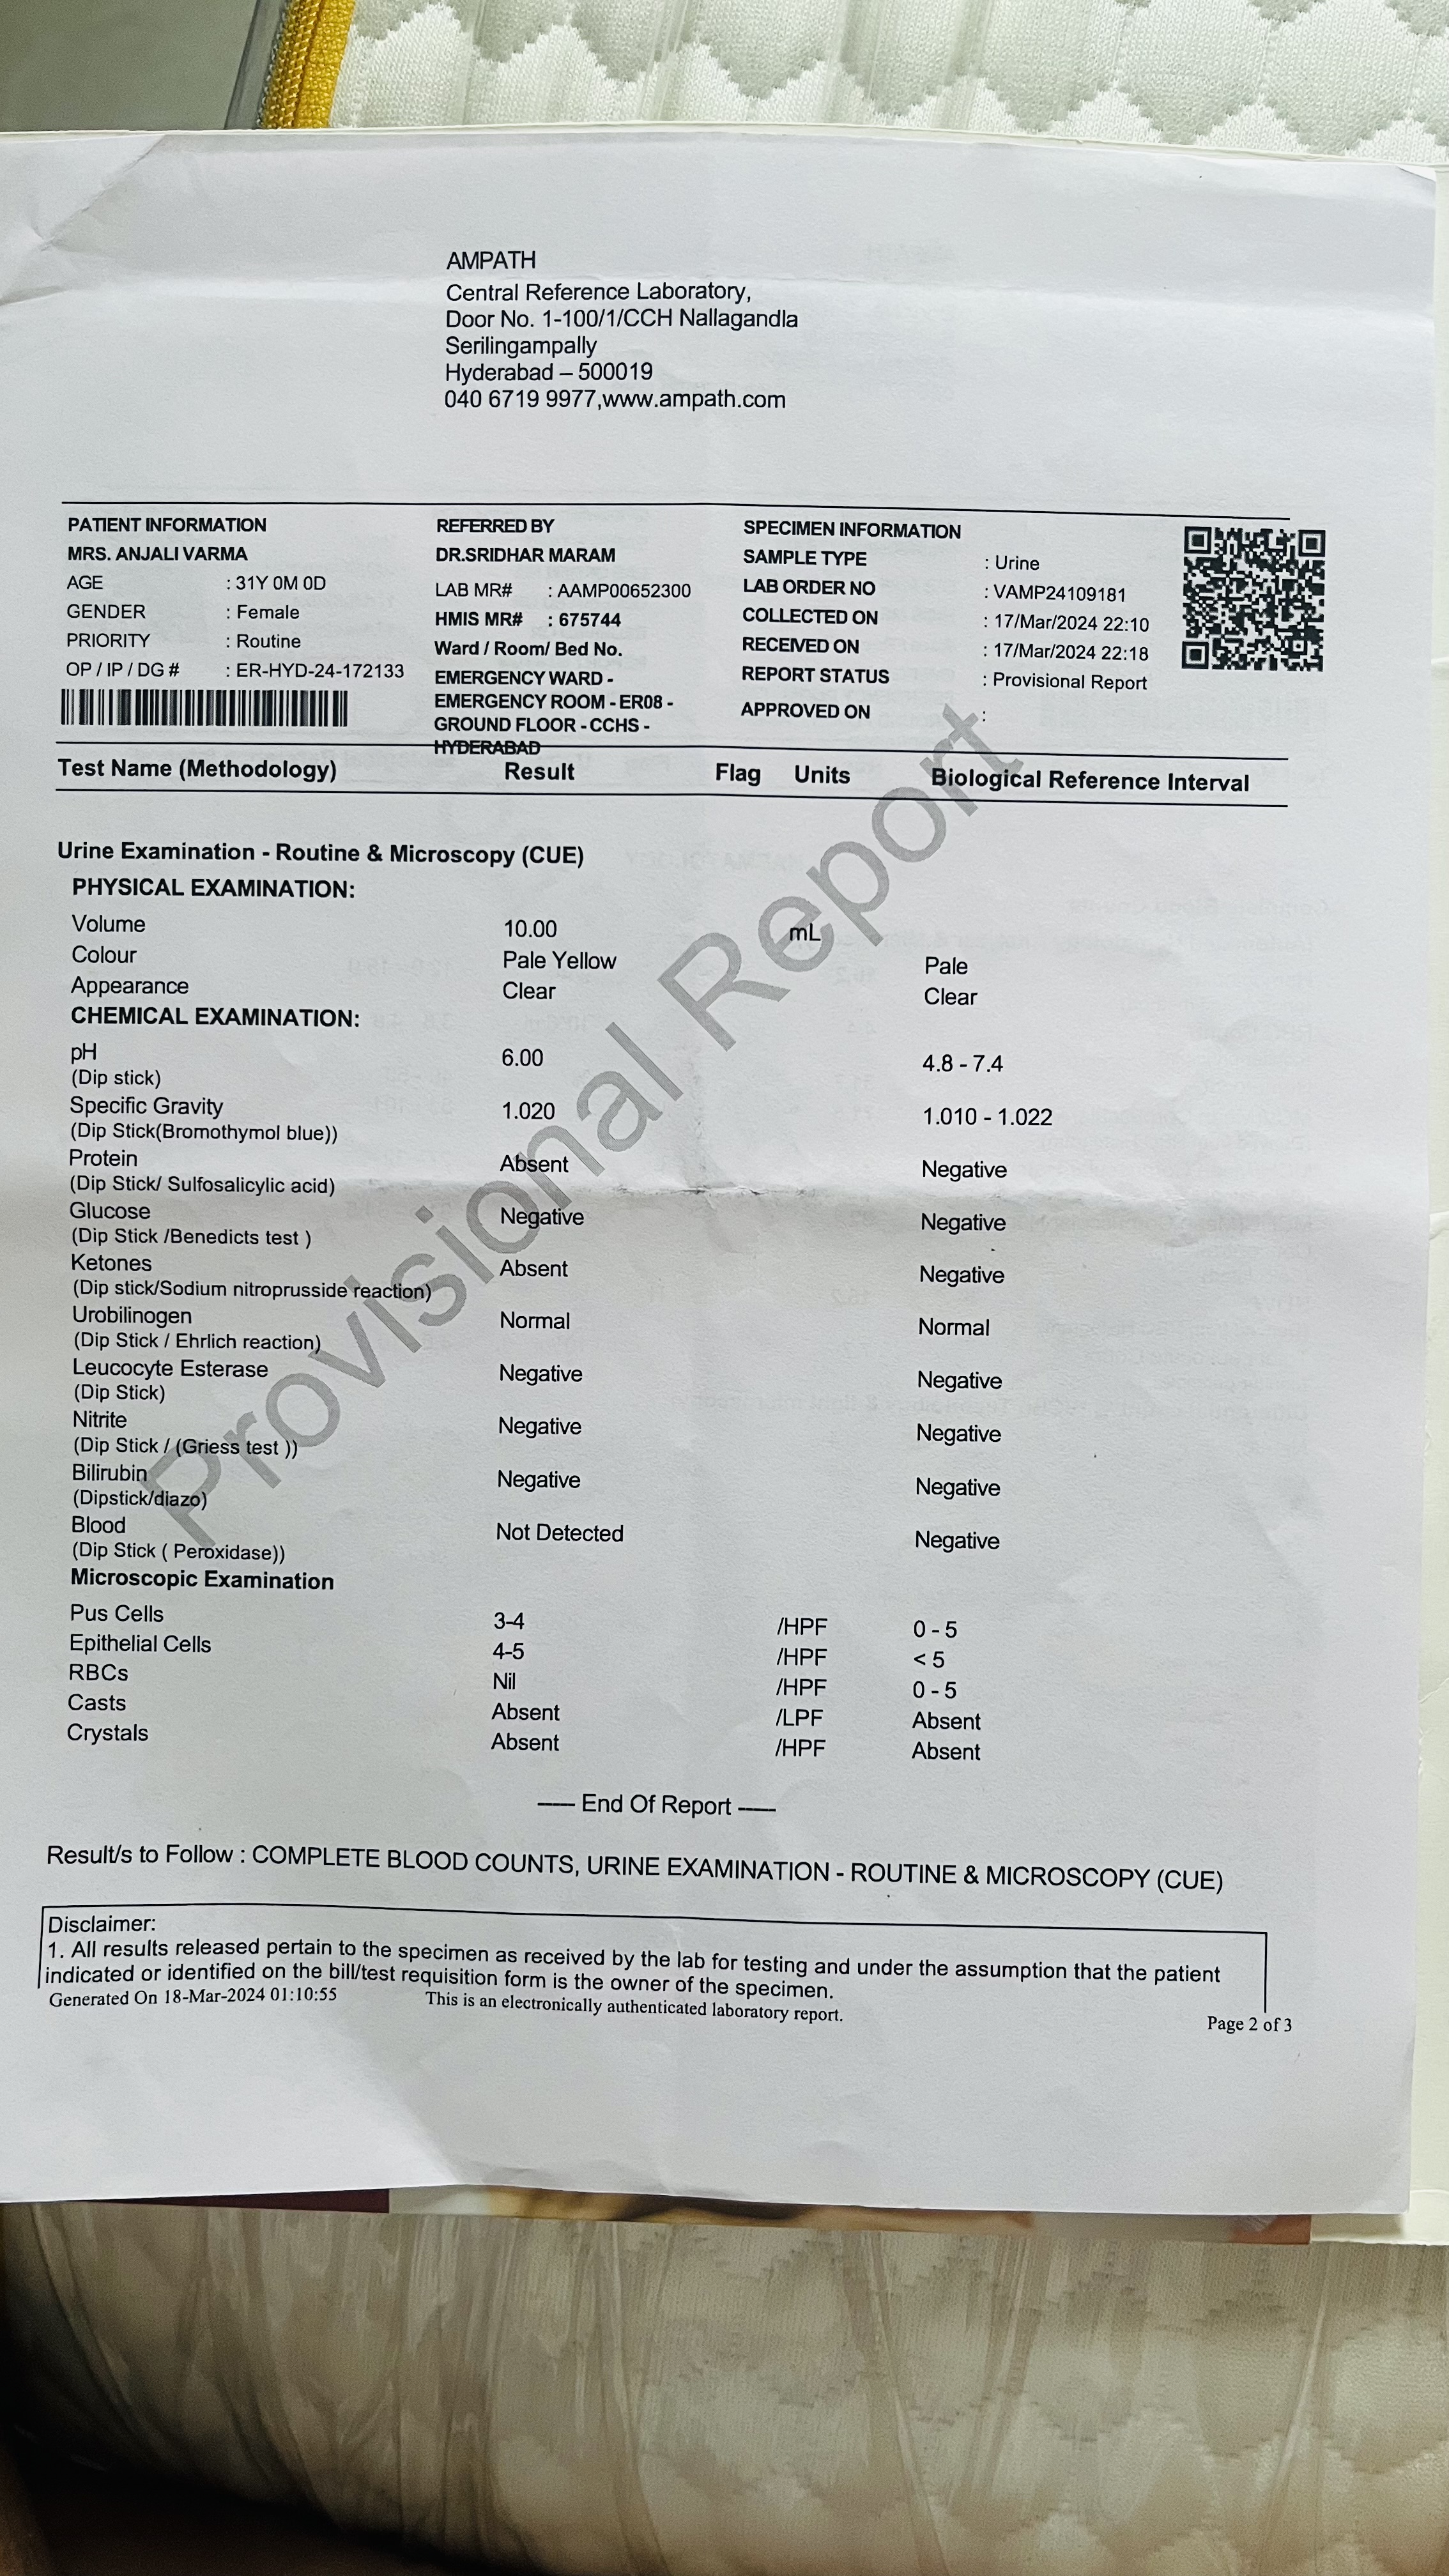 AMPATH
Central Reference Laboratory,
Door No. 1-100/1/CCH Nallagandla
Serilingampally
Hyderabad – 500019
040 6719 9977,www.ampath.com
PATIENT INFORMATION
MRS. ANJALI VARMA
AGE : 31Y 0M 0D
GENDER : Female
PRIORITY : Routine
OP / IP / DG # : ER-HYD-24-172133
REFERRED BY
DR.SRIDHAR MARAM
LAB MR# : AAMP00652300
HMIS MR# : 675744
Ward / Room/ Bed No.
EMERGENCY WARD -
EMERGENCY ROOM - ER08 -
GROUND FLOOR - CCHS -
HYDERABAD
SPECIMEN INFORMATION
SAMPLE TYPE : Urine
LAB ORDER NO : VAMP24109181
COLLECTED ON : 17/Mar/2024 22:10
RECEIVED ON : 17/Mar/2024 22:18
REPORT STATUS : Provisional Report
APPROVED ON :
Test Name (Methodology) Result Flag Units Biological Reference Interval
Urine Examination - Routine & Microscopy (CUE)
PHYSICAL EXAMINATION:
Volume 10.00 mL
Colour Pale Yellow Pale
Appearance Clear Clear
CHEMICAL EXAMINATION:
pH 6.00 4.8 - 7.4
(Dip stick)
Specific Gravity 1.020 1.010 - 1.022
(Dip Stick(Bromothymol blue))
Protein Absent Negative
(Dip Stick/ Sulfosalicylic acid)
Glucose Negative Negative
(Dip Stick /Benedicts test )
Ketones Absent Negative
(Dip stick/Sodium nitroprusside reaction)
Urobilinogen Normal Normal
(Dip Stick / Ehrlich reaction)
Leucocyte Esterase Negative Negative
(Dip Stick)
Nitrite Negative Negative
(Dip Stick / (Griess test ))
Bilirubin Negative Negative
(Dipstick/diazo)
Blood Not Detected Negative
(Dip Stick ( Peroxidase))
Microscopic Examination
Pus Cells 3-4 /HPF 0 - 5
Epithelial Cells 4-5 /HPF < 5
RBCs Nil /HPF 0 - 5
Casts Absent /LPF Absent
Crystals Absent /HPF Absent
Provisional Report
––– End Of Report –––
Result/s to Follow : COMPLETE BLOOD COUNTS, URINE EXAMINATION - ROUTINE & MICROSCOPY (CUE)
Disclaimer:
1. All results released pertain to the specimen as received by the lab for testing and under the assumption that the patient
indicated or identified on the bill/test requisition form is the owner of the specimen.
Generated On 18-Mar-2024 01:10:55 This is an electronically authenticated laboratory report.
Page 2 of 3